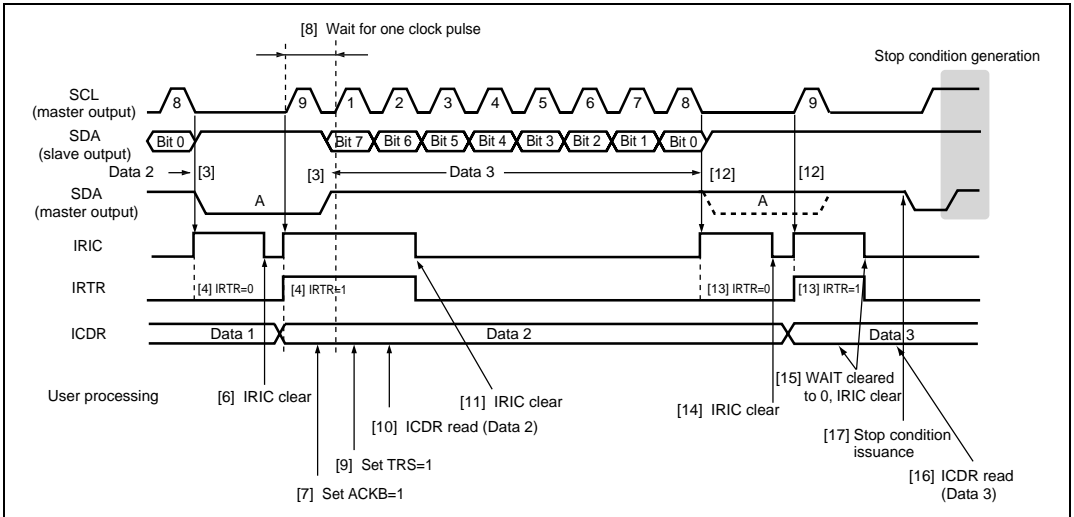 [8] Wait for one clock pulse
Stop condition generation
SCL
(master output)
8 9 1 2 3 4 5 6 7 8 9
SDA
(slave output)
Bit 0 Bit 7 Bit 6 Bit 5 Bit 4 Bit 3 Bit 2 Bit 1 Bit 0
Data 2 [3] [3] Data 3 [12] [12]
SDA
(master output)
A A
IRIC
IRTR
[4] IRTR=0 [4] IRTR=1 [13] IRTR=0 [13] IRTR=1
ICDR
Data 1 Data 2 Data 3
User processing
[6] IRIC clear
[11] IRIC clear
[14] IRIC clear
[15] WAIT cleared
to 0, IRIC clear
[10] ICDR read (Data 2)
[17] Stop condition
issuance
[9] Set TRS=1
[16] ICDR read
(Data 3)
[7] Set ACKB=1